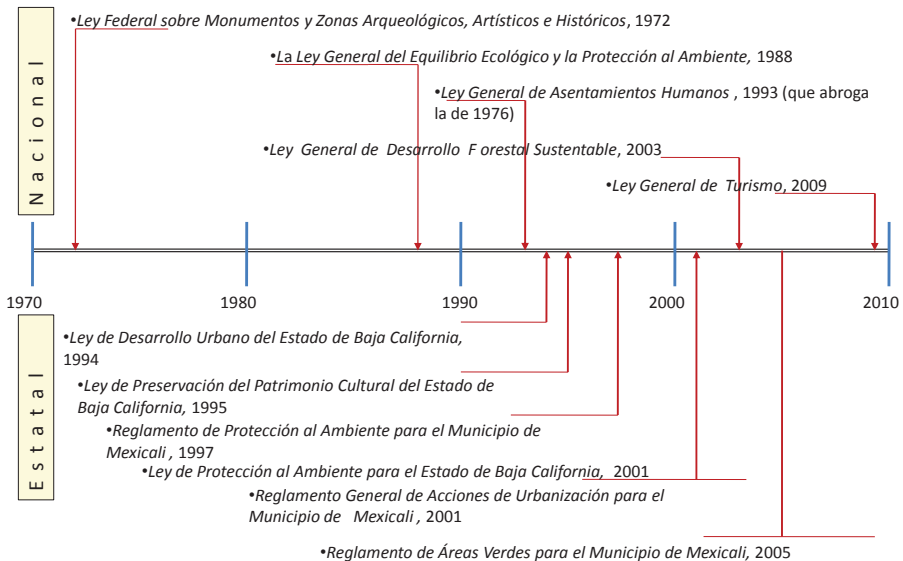 Nacional
•Ley Federal sobre Monumentos y Zonas Arqueológicos, Artísticos e Históricos, 1972
•La Ley General del Equilibrio Ecológico y la Protección al Ambiente, 1988
•Ley General de Asentamientos Humanos , 1993 (que abroga
la de 1976)
•Ley General de Desarrollo F orestal Sustentable, 2003
•Ley General de Turismo, 2009
1970 1980 1990 2000 2010
Estatal
•Ley de Desarrollo Urbano del Estado de Baja California,
1994
•Ley de Preservación del Patrimonio Cultural del Estado de
Baja California, 1995
•Reglamento de Protección al Ambiente para el Municipio de
Mexicali , 1997
•Ley de Protección al Ambiente para el Estado de Baja California, 2001
•Reglamento General de Acciones de Urbanización para el
Municipio de Mexicali , 2001
•Reglamento de Áreas Verdes para el Municipio de Mexicali, 2005